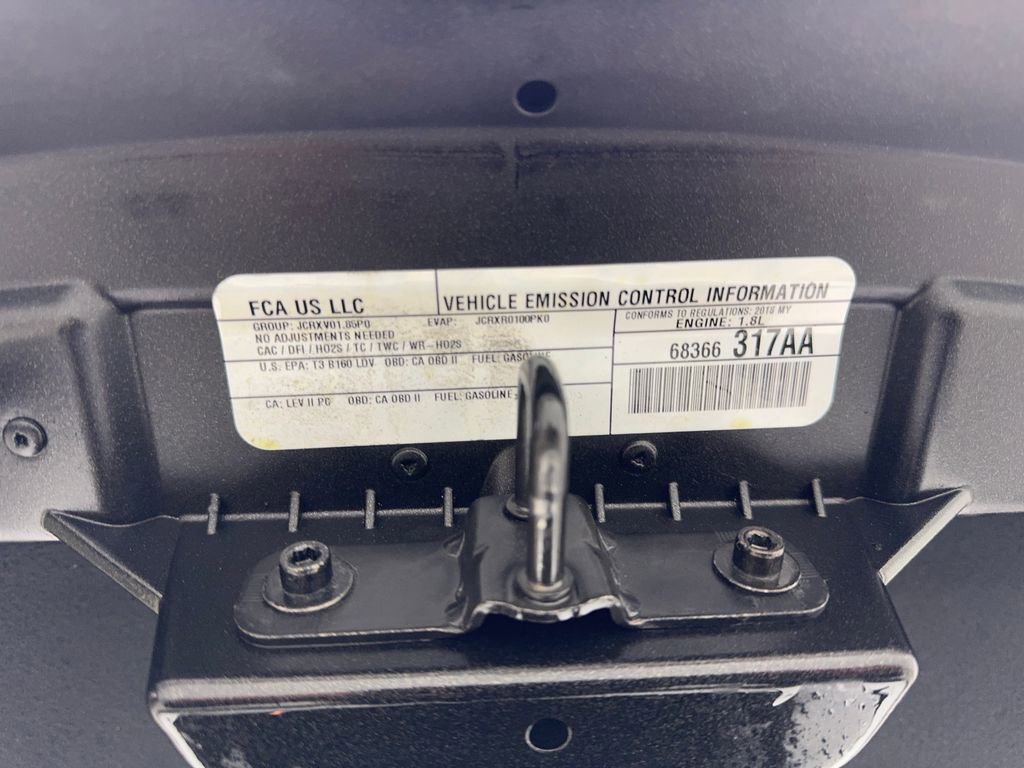 FCA US LLC
VEHICLE EMISSION CONTROL INFORMATION
GROUP: JCRXV01.85P0 EVAP: JCRXR0100PK0
NO ADJUSTMENTS NEEDED
CAC / DFI / HO2S / TC / TWC / WR-HO2S
U.S. EPA: T3 B160 LDV OBD: CA OBD II FUEL: GASOLINE
CA: LEV II PC OBD: CA OBD II FUEL: GASOLINE
CONFORMS TO REGULATIONS: 2018 MY
ENGINE: 1.8L
68366 317AA